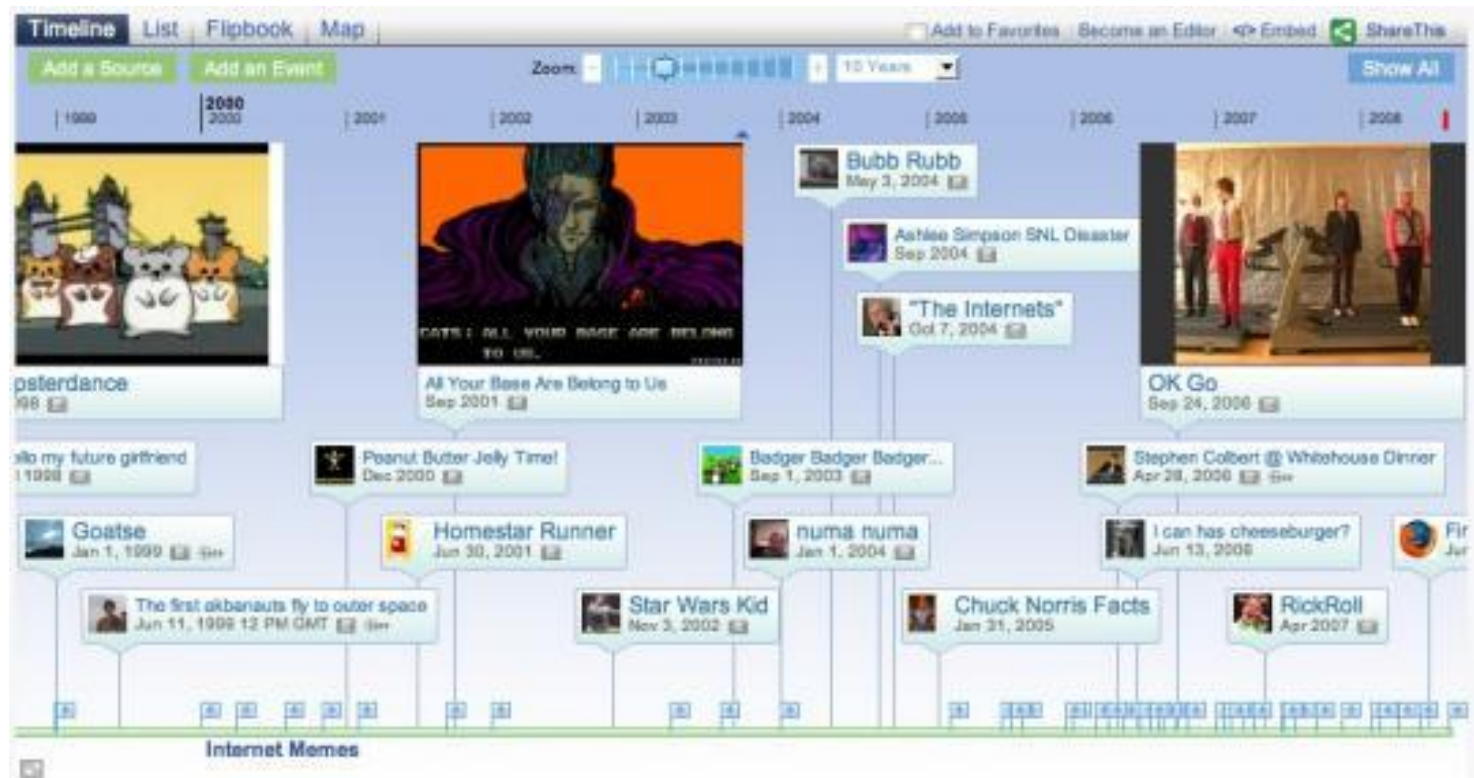 Timeline List Flipbook Map
Add to Favorites Become an Editor </> Embed ShareThis
Add a Source Add an Event Zoom: - + 10 Years Show All
2000
1999 2000 2001 2002 2003 2004 2005 2006 2007 2008
Bubb Rubb
May 3, 2004
Ashlee Simpson SNL Disaster
Sep 2004
"The Internets"
Oct 7, 2004
CATS: ALL YOUR BASE ARE BELONG
TO US.
psterdance
98
All Your Base Are Belong to Us
Sep 2001
OK Go
Sep 24, 2006
llo my future girlfriend
1998
Peanut Butter Jelly Time!
Dec 2000
Badger Badger Badger...
Sep 1, 2003
Stephen Colbert @ Whitehouse Dinner
Apr 28, 2006
Goatse
Jan 1, 1999
Homestar Runner
Jun 30, 2001
numa numa
Jan 1, 2004
I can has cheeseburger?
Jun 13, 2006
Fir
Jun
The first akbanauts fly to outer space
Jun 11, 1999 12 PM GMT
Star Wars Kid
Nov 3, 2002
Chuck Norris Facts
Jan 31, 2005
RickRoll
Apr 2007
Internet Memes